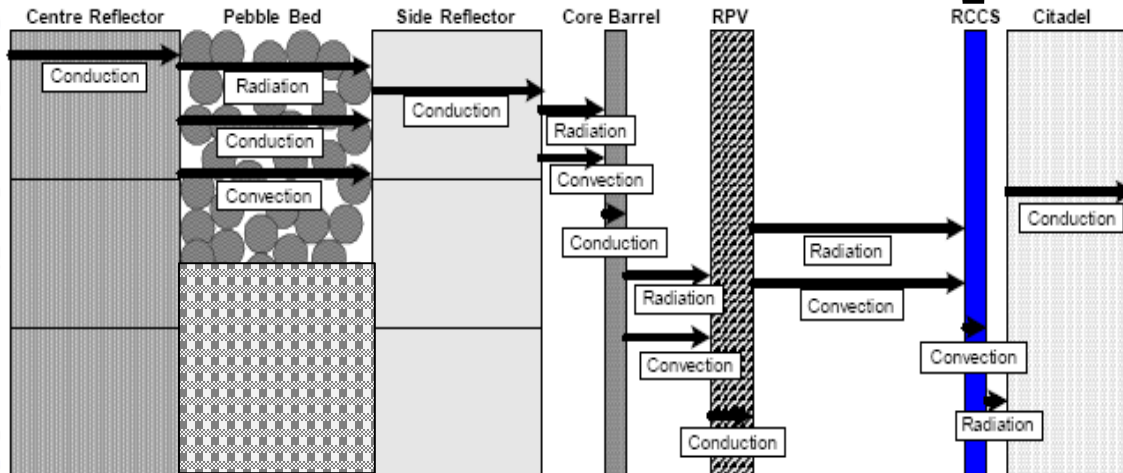 Centre Reflector Pebble Bed Side Reflector Core Barrel RPV RCCS Citadel
Conduction
Radiation
Conduction
Convection
Conduction
Radiation
Convection
Conduction
Radiation
Convection
Conduction
Radiation
Convection
Convection
Radiation
Conduction